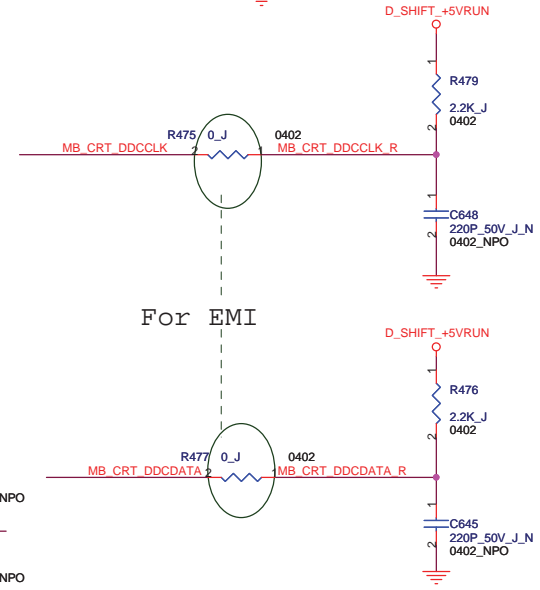 D_SHIFT_+5VRUN
1
R479
2.2K_J
0402
2
R475 0_J 0402
MB_CRT_DDCCLK 2 1 MB_CRT_DDCCLK_R
1
C648
220P_50V_J_N
0402_NPO
2
For EMI
D_SHIFT_+5VRUN
1
R476
2.2K_J
0402
2
R477 0_J 0402
MB_CRT_DDCDATA 2 1 MB_CRT_DDCDATA_R
1
C645
220P_50V_J_N
0402_NPO
2
NPO
NPO